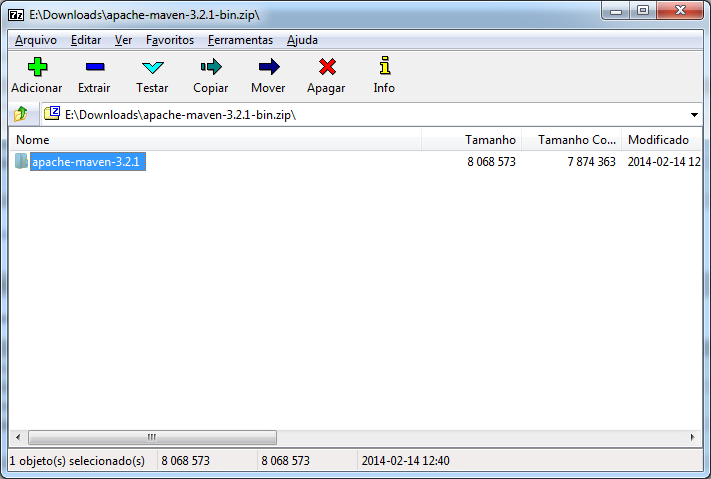 7z E:\Downloads\apache-maven-3.2.1-bin.zip\
Arquivo Editar Ver Favoritos Ferramentas Ajuda
Adicionar Extrair Testar Copiar Mover Apagar Info
E:\Downloads\apache-maven-3.2.1-bin.zip\
Nome Tamanho Tamanho Co... Modificado
apache-maven-3.2.1 8 068 573 7 874 363 2014-02-14 12
1 objeto(s) selecionado(s) 8 068 573 8 068 573 2014-02-14 12:40